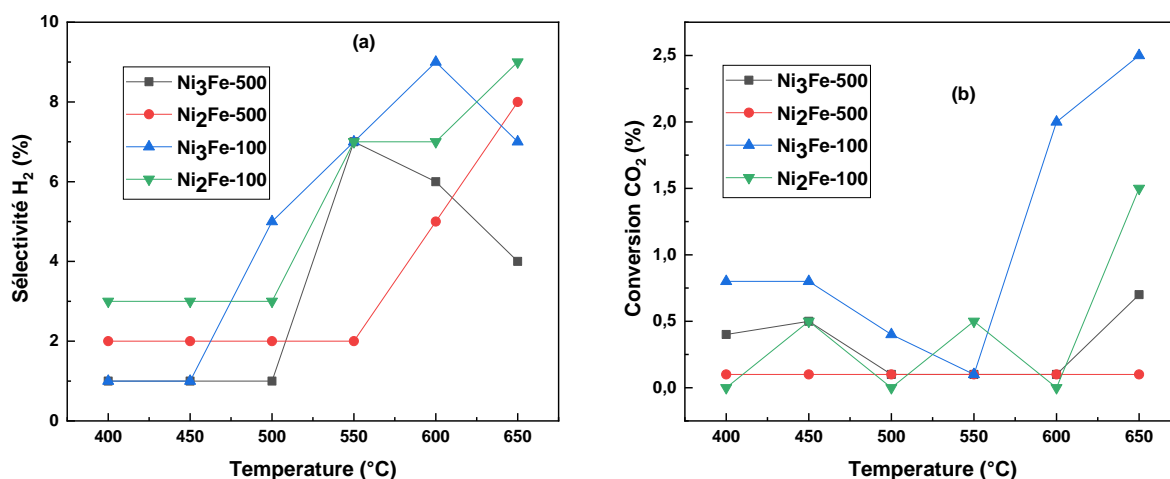 (a)
Ni3Fe-500
Ni2Fe-500
Ni3Fe-100
Ni2Fe-100
Sélectivité H2 (%)
10
8
6
4
2
0
400 450 500 550 600 650
Temperature (°C)
(b)
Ni3Fe-500
Ni2Fe-500
Ni3Fe-100
Ni2Fe-100
Conversion CO2 (%)
2,5
2,0
1,5
1,0
0,5
0,0
400 450 500 550 600 650
Temperature (°C)